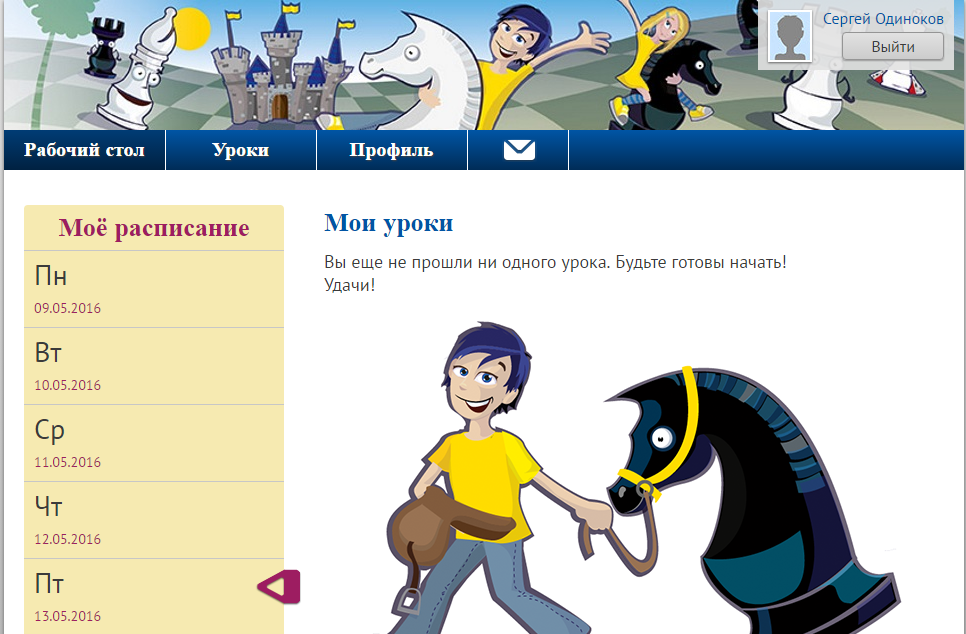 Сергей Одиноков
Выйти
Рабочий стол
Уроки
Профиль
Моё расписание
Пн
09.05.2016
Вт
10.05.2016
Ср
11.05.2016
Чт
12.05.2016
Пт
13.05.2016
Мои уроки
Вы еще не прошли ни одного урока. Будьте готовы начать!
Удачи!